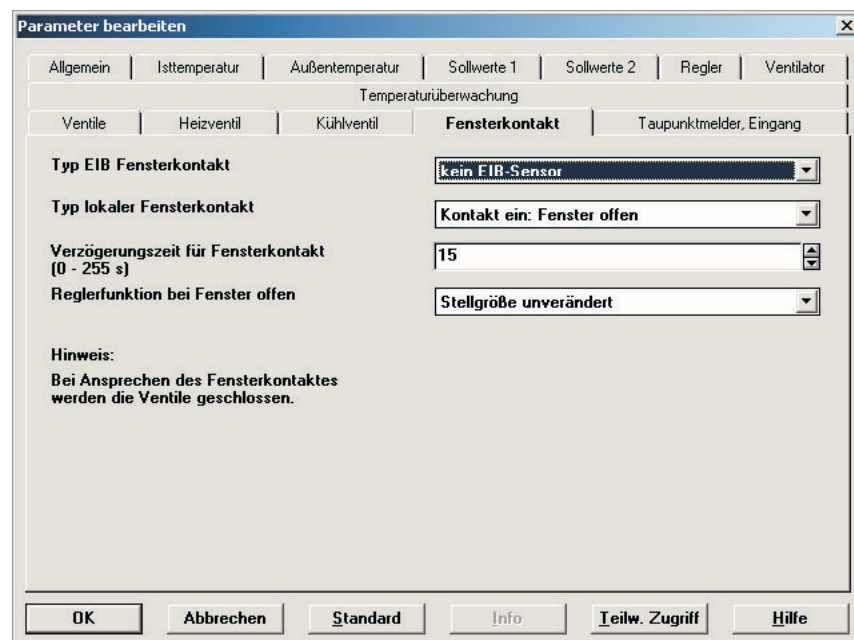 Parameter bearbeiten
Allgemein Isttemperatur Außentemperatur Sollwerte 1 Sollwerte 2 Regler Ventilator
Temperaturüberwachung
Ventile Heizventil Kühlventil Fensterkontakt Taupunktmelder, Eingang
Typ EIB Fensterkontakt kein EIB-Sensor
Typ lokaler Fensterkontakt Kontakt ein: Fenster offen
Verzögerungszeit für Fensterkontakt 15
(0 - 255 s)
Reglerfunktion bei Fenster offen Stellgröße unverändert
Hinweis:
Bei Ansprechen des Fensterkontaktes
werden die Ventile geschlossen.
OK Abbrechen Standard Info Teilw. Zugriff Hilfe